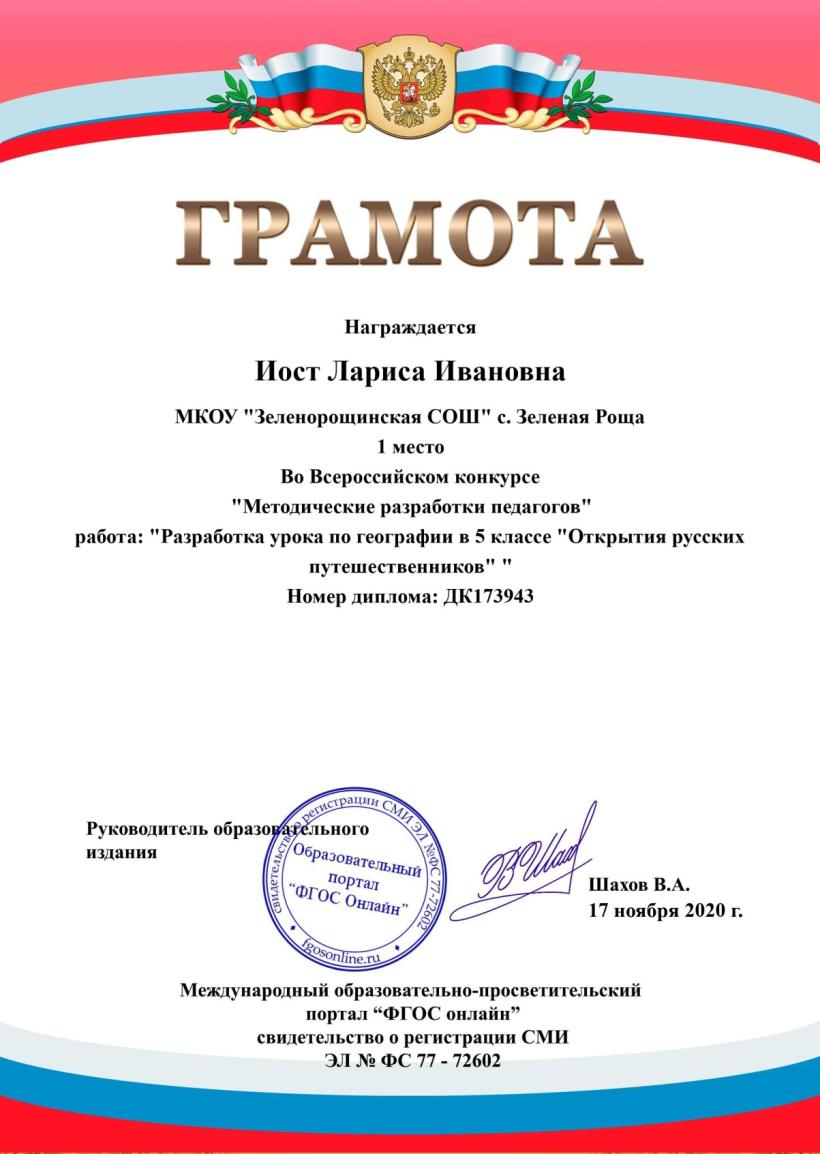 ГРАМОТА
Награждается
Иост Лариса Ивановна
МКОУ "Зеленорощинская СОШ" с. Зеленая Роща
1 место
Во Всероссийском конкурсе
"Методические разработки педагогов"
работа: "Разработка урока по географии в 5 классе "Открытия русских
путешественников" "
Номер диплома: ДК173943
Руководитель образовательного
издания
свидетельство о регистрации СМИ ЭЛ №ФС 77-72602
Образовательный
портал
“ФГОС Онлайн”
fgosonline.ru
Шахов В.А.
17 ноября 2020 г.
Международный образовательно-просветительский
портал “ФГОС онлайн”
свидетельство о регистрации СМИ
ЭЛ № ФС 77 - 72602